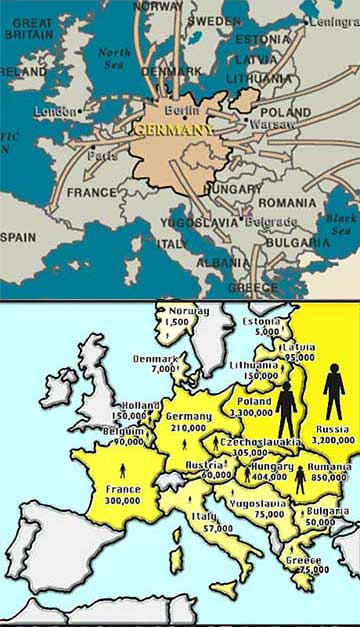 NORWAY
GREAT
BRITAIN
SWEDEN
Leningra
North
Sea
ESTONIA
LATVIA
IRELAND
DENMARK
LITHUANIA
London
Berlin
POLAND
GERMANY
Warsaw
TIC
N
Paris
FRANCE
HUNGARY
ROMANIA
YUGOSLAVIA
Belgrade
Black
Sea
SPAIN
ITALY
BULGARIA
ALBANIA
GREECE
Norway
1,500
Estonia
5,000
Latvia
95,000
Denmark
7,000
Lithuania
150,000
Holland
150,000
Poland
3,300,000
Germany
210,000
Russia
3,200,000
Belgium
90,000
Czechoslovakia
305,000
Austria
60,000
Hungary
404,000
Rumania
850,000
France
300,000
Yugoslavia
75,000
Italy
57,000
Bulgaria
50,000
Greece
75,000